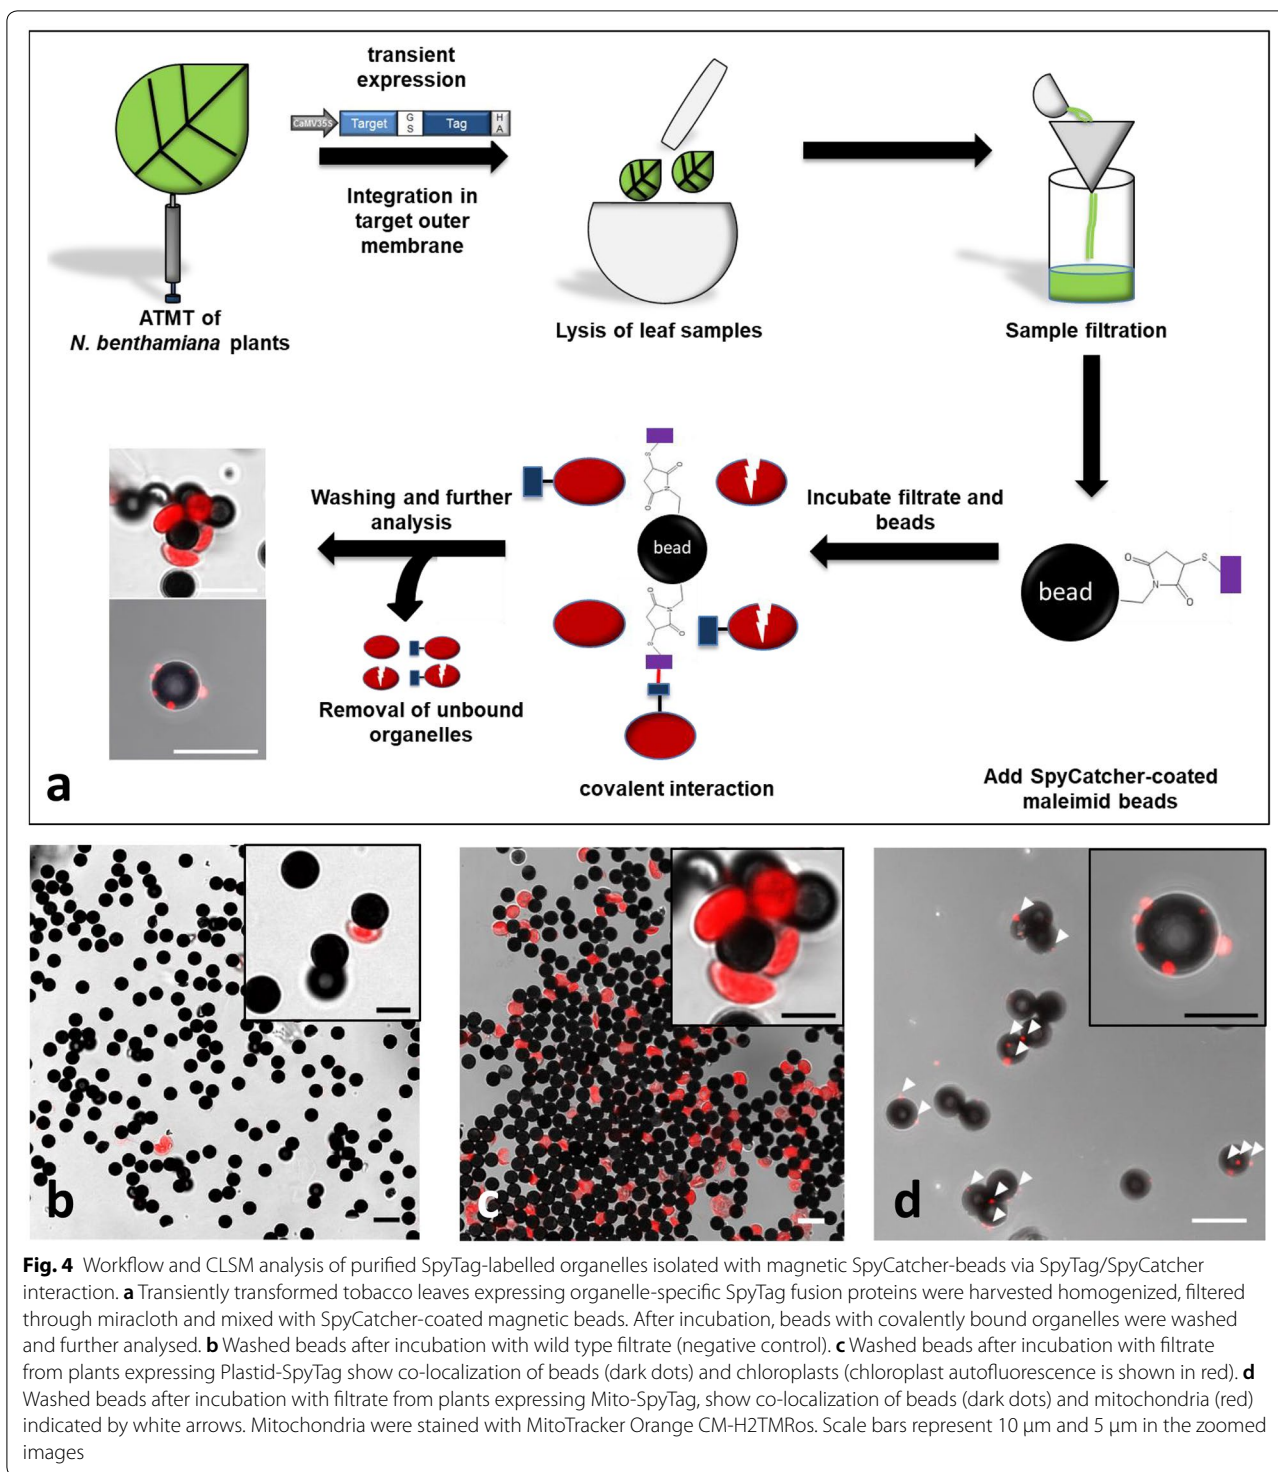 transient
expression
CaMV35S Target GS Tag HA
Integration in
target outer
membrane
ATMT of
N. benthamiana plants
Lysis of leaf samples
Sample filtration
Washing and further
analysis
Removal of unbound
organelles
S
O
N
O
bead
S
O
O
S
covalent interaction
Incubate filtrate and
beads
bead
O
N
O
S
Add SpyCatcher-coated
maleimid beads
a
b
c
d
Fig. 4 Workflow and CLSM analysis of purified SpyTag-labelled organelles isolated with magnetic SpyCatcher-beads via SpyTag/SpyCatcher
interaction. a Transiently transformed tobacco leaves expressing organelle-specific SpyTag fusion proteins were harvested homogenized, filtered
through miracloth and mixed with SpyCatcher-coated magnetic beads. After incubation, beads with covalently bound organelles were washed
and further analysed. b Washed beads after incubation with wild type filtrate (negative control). c Washed beads after incubation with filtrate
from plants expressing Plastid-SpyTag show co-localization of beads (dark dots) and chloroplasts (chloroplast autofluorescence is shown in red). d
Washed beads after incubation with filtrate from plants expressing Mito-SpyTag, show co-localization of beads (dark dots) and mitochondria (red)
indicated by white arrows. Mitochondria were stained with MitoTracker Orange CM-H2TMRos. Scale bars represent 10 µm and 5 µm in the zoomed
images